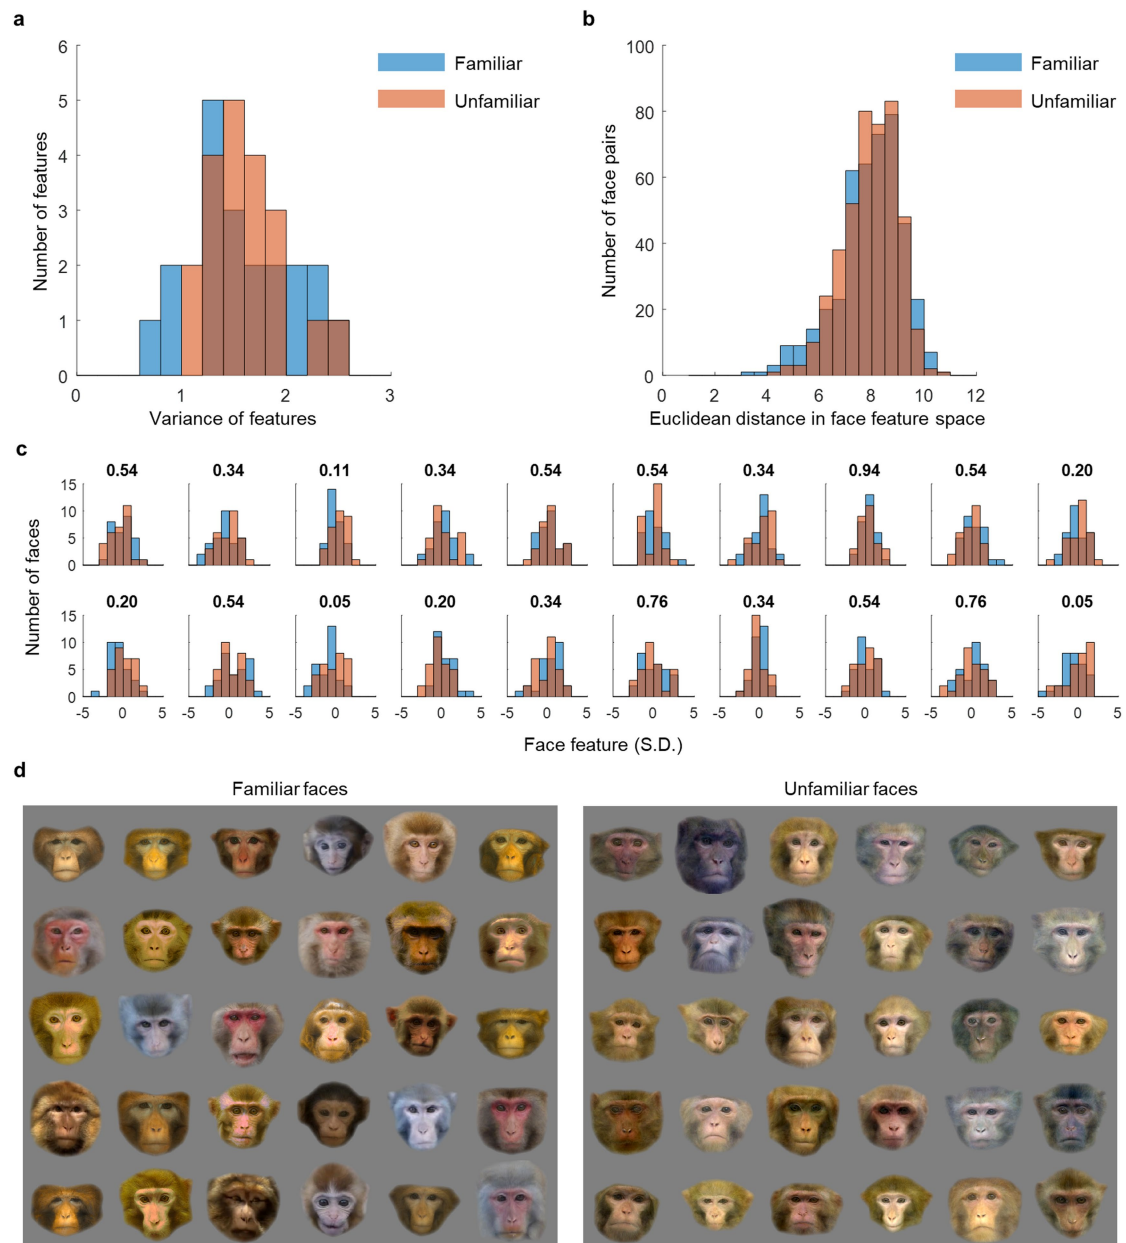 a
6
5
4
3
2
1
0
Number of features
0 1 2 3
Variance of features
Familiar
Unfamiliar
b
100
80
60
40
20
0
Number of face pairs
0 2 4 6 8 10 12
Euclidean distance in face feature space
Familiar
Unfamiliar
c
0.54 0.34 0.11 0.34 0.54 0.54 0.34 0.94 0.54 0.20
15
10
5
0
Number of faces
0.20 0.54 0.05 0.20 0.34 0.76 0.34 0.54 0.76 0.05
15
10
5
0
-5 0 5 -5 0 5 -5 0 5 -5 0 5 -5 0 5 -5 0 5 -5 0 5 -5 0 5 -5 0 5 -5 0 5
Face feature (S.D.)
d
Familiar faces
Unfamiliar faces